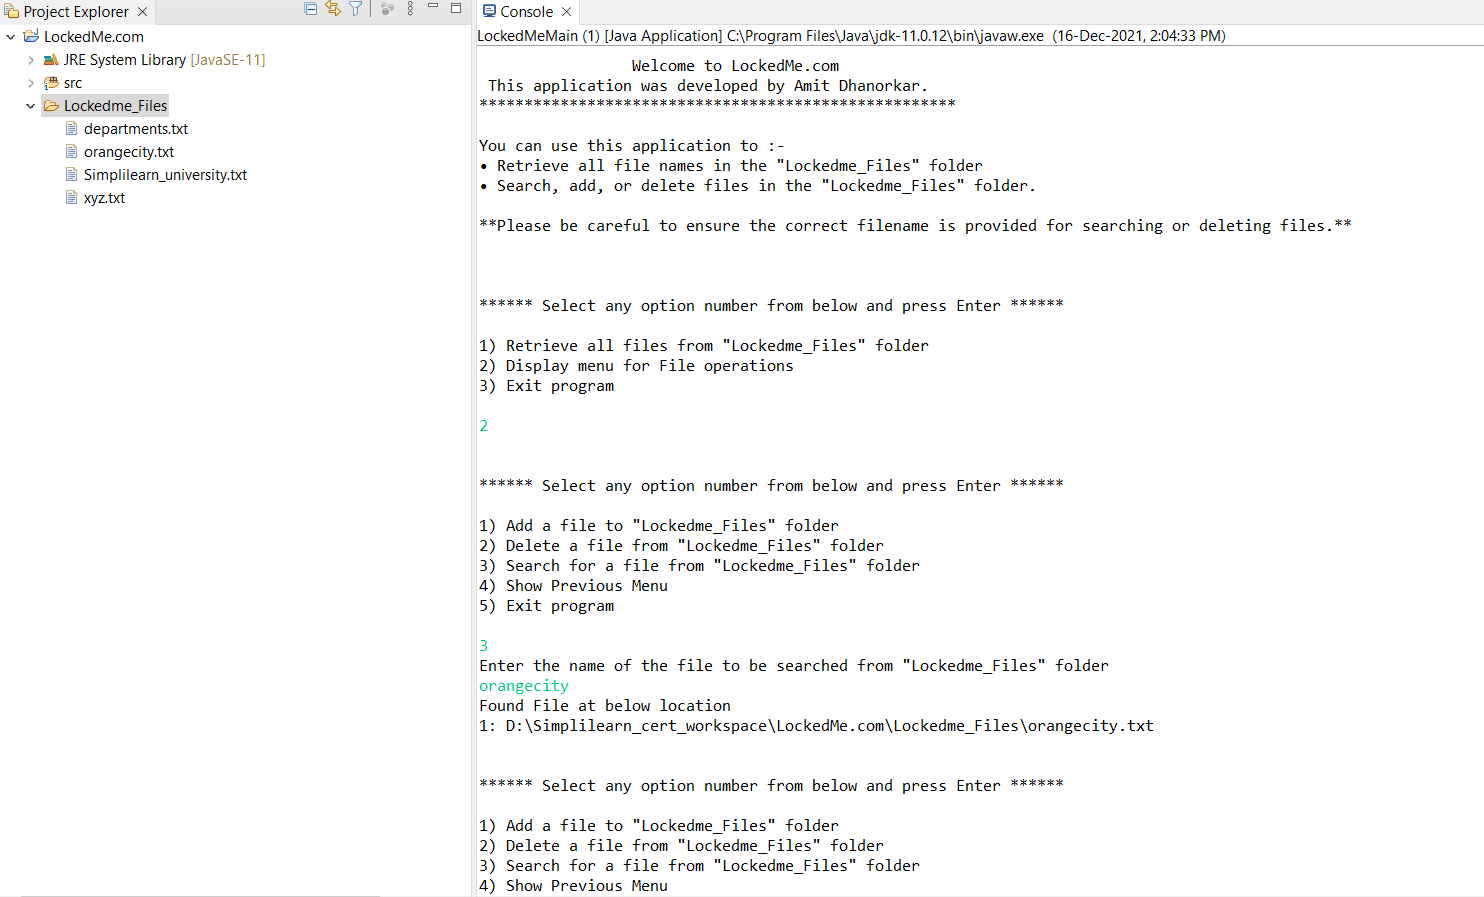 Project Explorer
LockedMe.com
JRE System Library [JavaSE-11]
src
Lockedme_Files
departments.txt
orangecity.txt
Simplilearn_university.txt
xyz.txt
Console
LockedMeMain (1) [Java Application] C:\Program Files\Java\jdk-11.0.12\bin\javaw.exe (16-Dec-2021, 2:04:33 PM)
Welcome to LockedMe.com
This application was developed by Amit Dhanorkar.
*****************************************************
You can use this application to :-
• Retrieve all file names in the "Lockedme_Files" folder
• Search, add, or delete files in the "Lockedme_Files" folder.
**Please be careful to ensure the correct filename is provided for searching or deleting files.**
****** Select any option number from below and press Enter ******
1) Retrieve all files from "Lockedme_Files" folder
2) Display menu for File operations
3) Exit program
2
****** Select any option number from below and press Enter ******
1) Add a file to "Lockedme_Files" folder
2) Delete a file from "Lockedme_Files" folder
3) Search for a file from "Lockedme_Files" folder
4) Show Previous Menu
5) Exit program
3
Enter the name of the file to be searched from "Lockedme_Files" folder
orangecity
Found File at below location
1: D:\Simplilearn_cert_workspace\LockedMe.com\Lockedme_Files\orangecity.txt
****** Select any option number from below and press Enter ******
1) Add a file to "Lockedme_Files" folder
2) Delete a file from "Lockedme_Files" folder
3) Search for a file from "Lockedme_Files" folder
4) Show Previous Menu